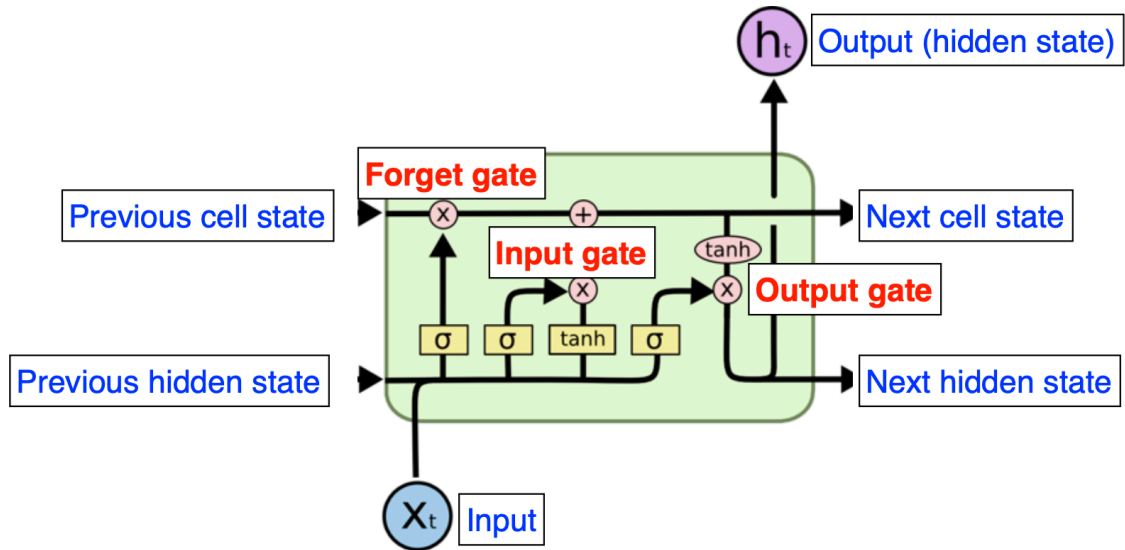 ht
Output (hidden state)
Forget gate
Previous cell state
x
+
Next cell state
Input gate
tanh
x
x
Output gate
σ
σ
tanh
σ
Previous hidden state
Next hidden state
Xt
Input